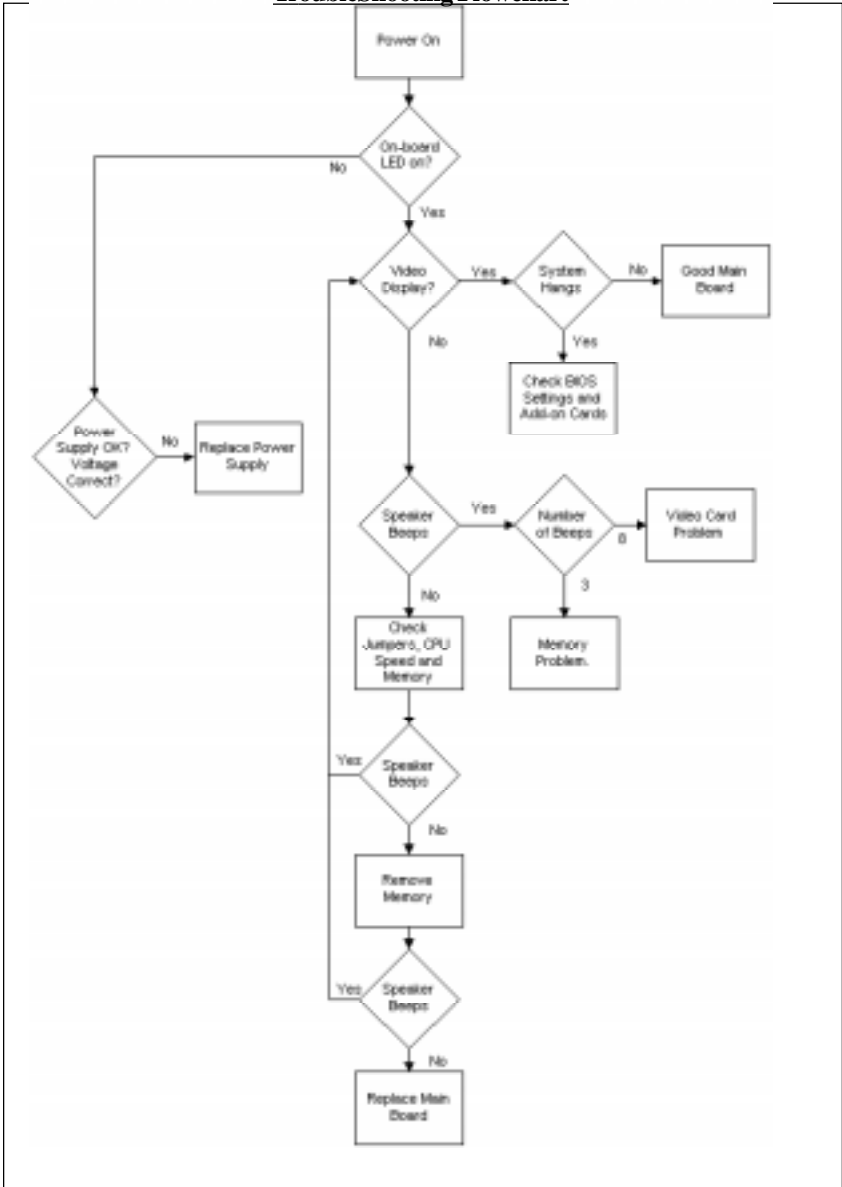 TroubleShooting Flowchart
Power On
On-board
LED on?
No
Yes
Video
Display?
Yes
System
Hangs
No
Good Main
Board
No
Yes
Check BIOS
Settings and
Add-on Cards
Power
Supply OK?
Voltage
Correct?
No
Replace Power
Supply
Speaker
Beeps
Yes
Number
of Beeps
8
Video Card
Problem
No
3
Check
Jumpers, CPU
Speed and
Memory
Memory
Problem.
Yes
Speaker
Beeps
No
Remove
Memory
Yes
Speaker
Beeps
No
Replace Main
Board